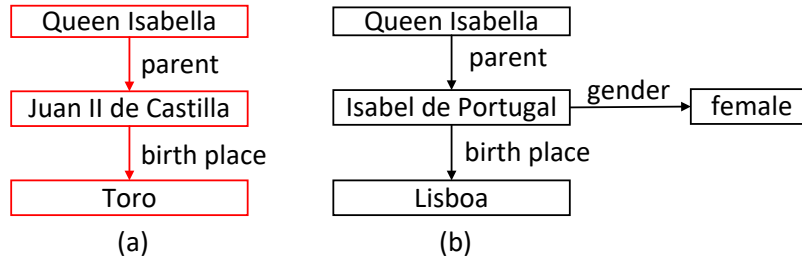 Queen Isabella
parent
Juan II de Castilla
birth place
Toro
(a)
Queen Isabella
parent
Isabel de Portugal
gender
female
birth place
Lisboa
(b)